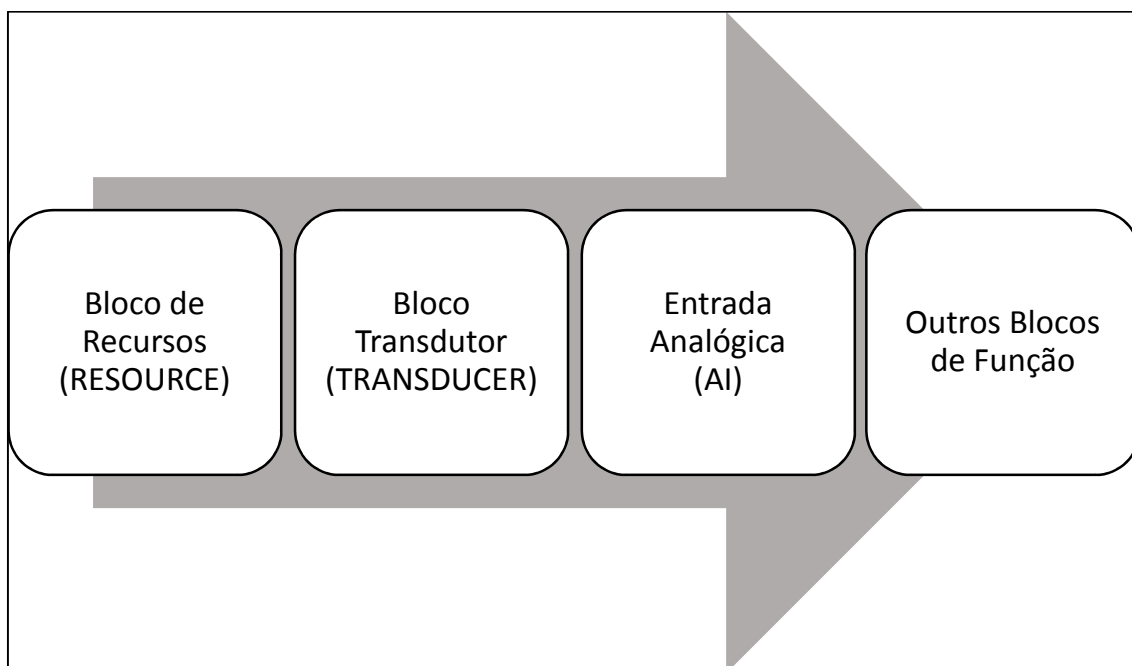 Bloco de
Recursos
(RESOURCE)
Bloco
Transdutor
(TRANSDUCER)
Entrada
Analógica
(AI)
Outros Blocos
de Função